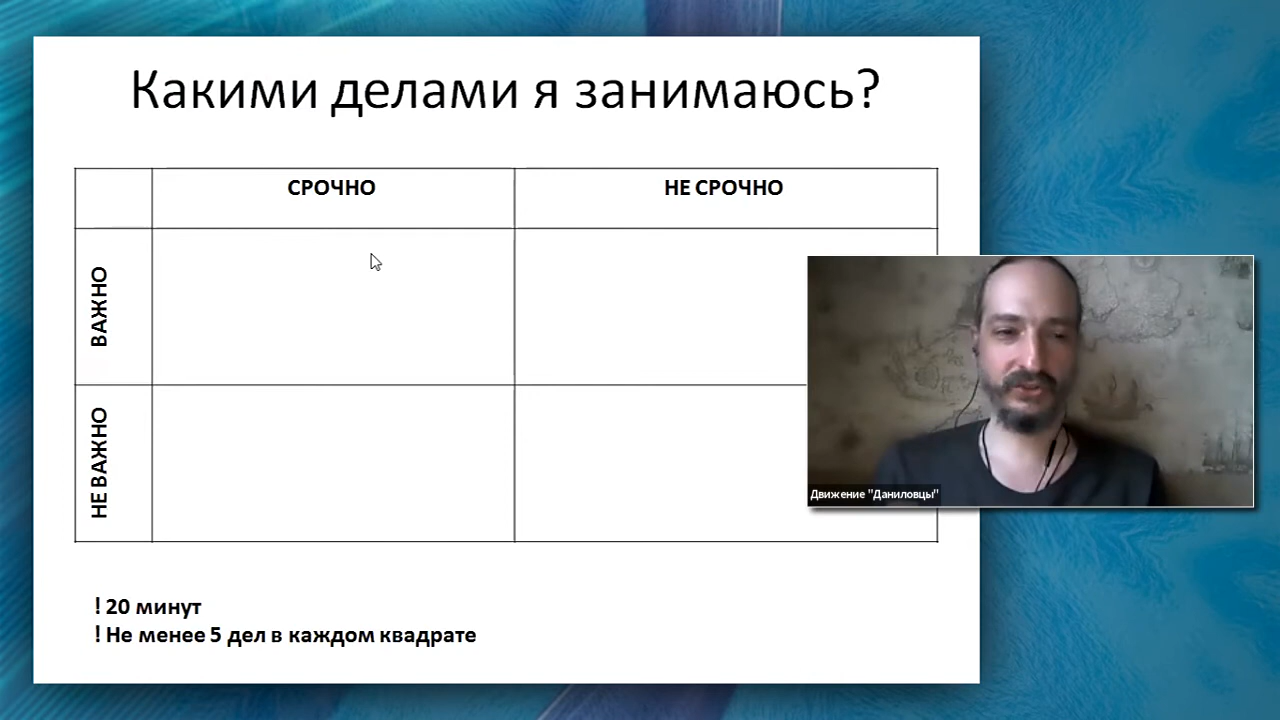 Какими делами я занимаюсь?
СРОЧНО
НЕ СРОЧНО
ВАЖНО
НЕ ВАЖНО
Движение "Даниловцы"
! 20 минут
! Не менее 5 дел в каждом квадрате